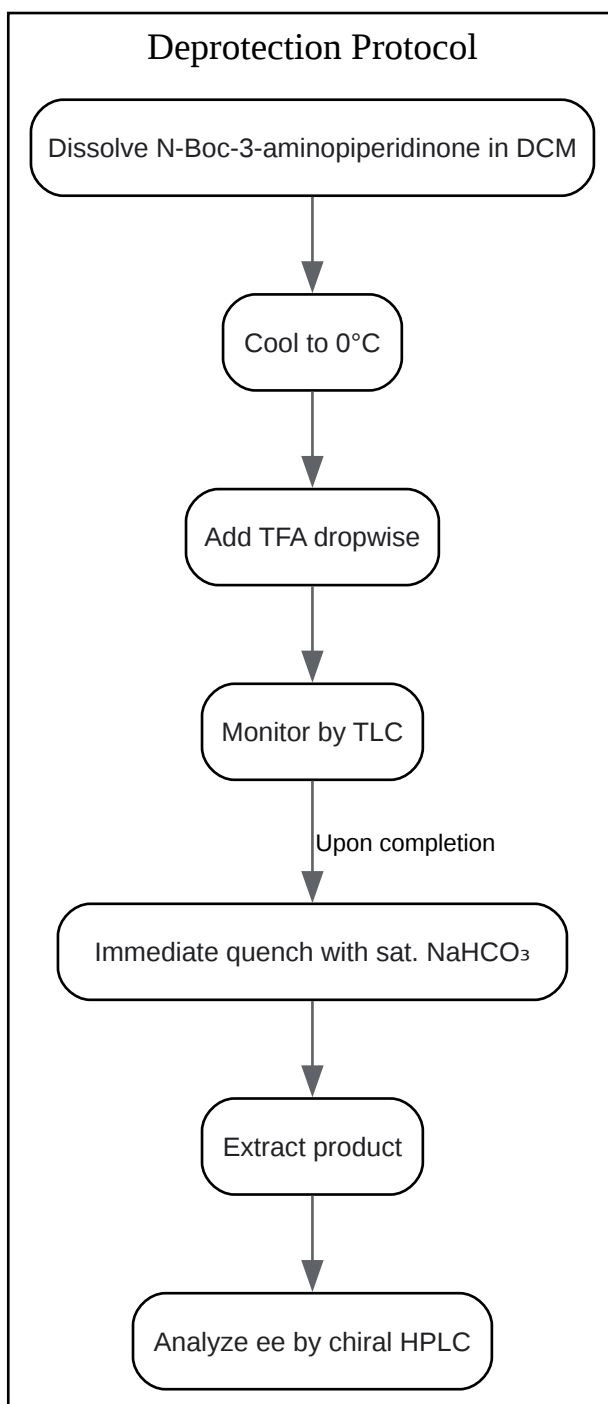 Deprotection Protocol
Dissolve N-Boc-3-aminopiperidinone in DCM
Cool to 0°C
Add TFA dropwise
Monitor by TLC
Upon completion
Immediate quench with sat. NaHCO₃
Extract product
Analyze ee by chiral HPLC